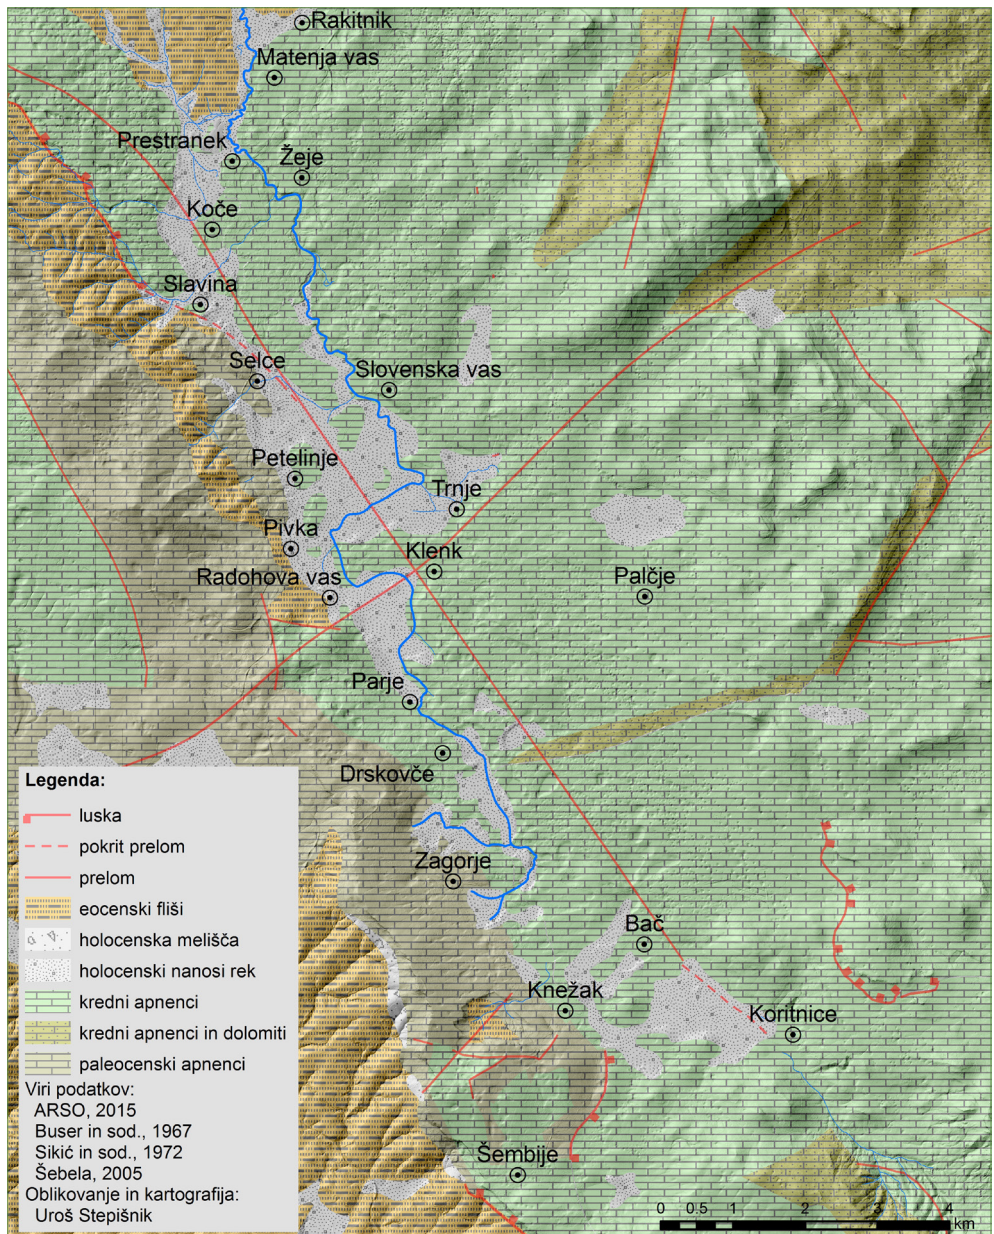 Rakitnik
Matenja vas
Prestranek
Žeje
Koče
Slavina
Selce
Slovenska vas
Petelinje
Trnje
Pivka
Klenk
Radohova vas
Palčje
Parje
Drskovče
Zagorje
Bač
Knežak
Koritnice
Šembije
Legenda:
luska
pokrit prelom
prelom
eocenski fliši
holocenska melišča
holocenski nanosi rek
kredni apnenci
kredni apnenci in dolomiti
paleocenski apnenci
Viri podatkov:
ARSO, 2015
Buser in sod., 1967
Sikić in sod., 1972
Šebela, 2005
Oblikovanje in kartografija:
Uroš Stepišnik
0 0.5 1 2 3 4
km